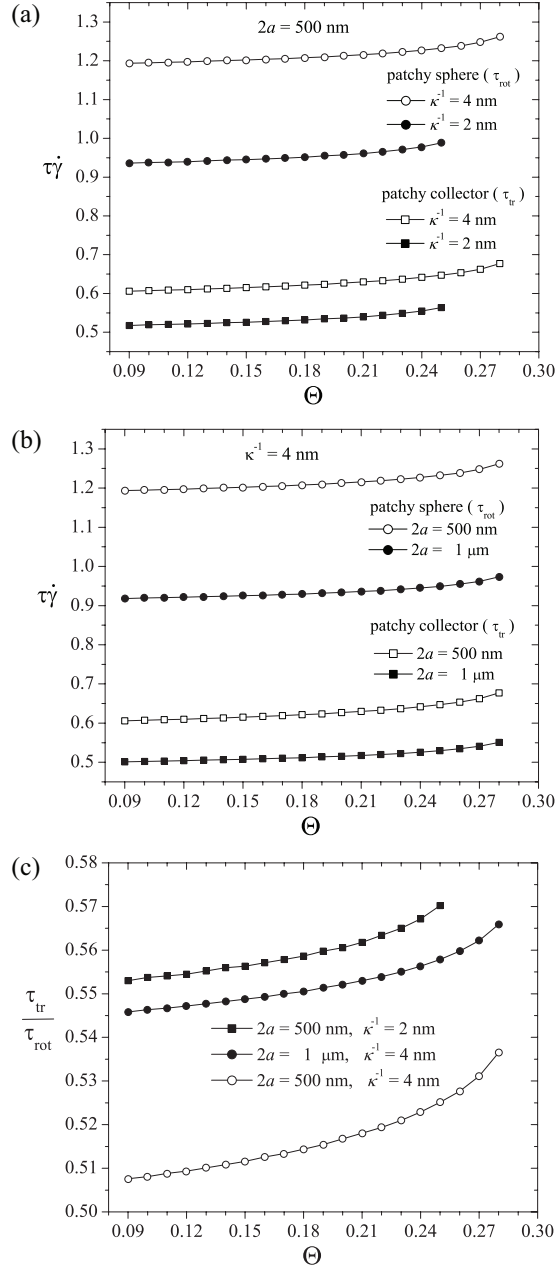 (a)
2a = 500 nm
patchy sphere ( τrot)
κ-1 = 4 nm
κ-1 = 2 nm
patchy collector ( τtr)
κ-1 = 4 nm
κ-1 = 2 nm
1.3
1.2
1.1
1.0
0.9
0.8
0.7
0.6
0.5
τγ̇
0.09 0.12 0.15 0.18 0.21 0.24 0.27 0.30
Θ
(b)
κ-1 = 4 nm
patchy sphere ( τrot)
2a = 500 nm
2a = 1 μm
patchy collector ( τtr)
2a = 500 nm
2a = 1 μm
1.3
1.2
1.1
1.0
0.9
0.8
0.7
0.6
0.5
τγ̇
0.09 0.12 0.15 0.18 0.21 0.24 0.27 0.30
Θ
(c)
0.58
0.57
0.56
0.55
0.54
0.53
0.52
0.51
0.50
τtr
τrot
2a = 500 nm, κ-1 = 2 nm
2a = 1 μm, κ-1 = 4 nm
2a = 500 nm, κ-1 = 4 nm
0.09 0.12 0.15 0.18 0.21 0.24 0.27 0.30
Θ